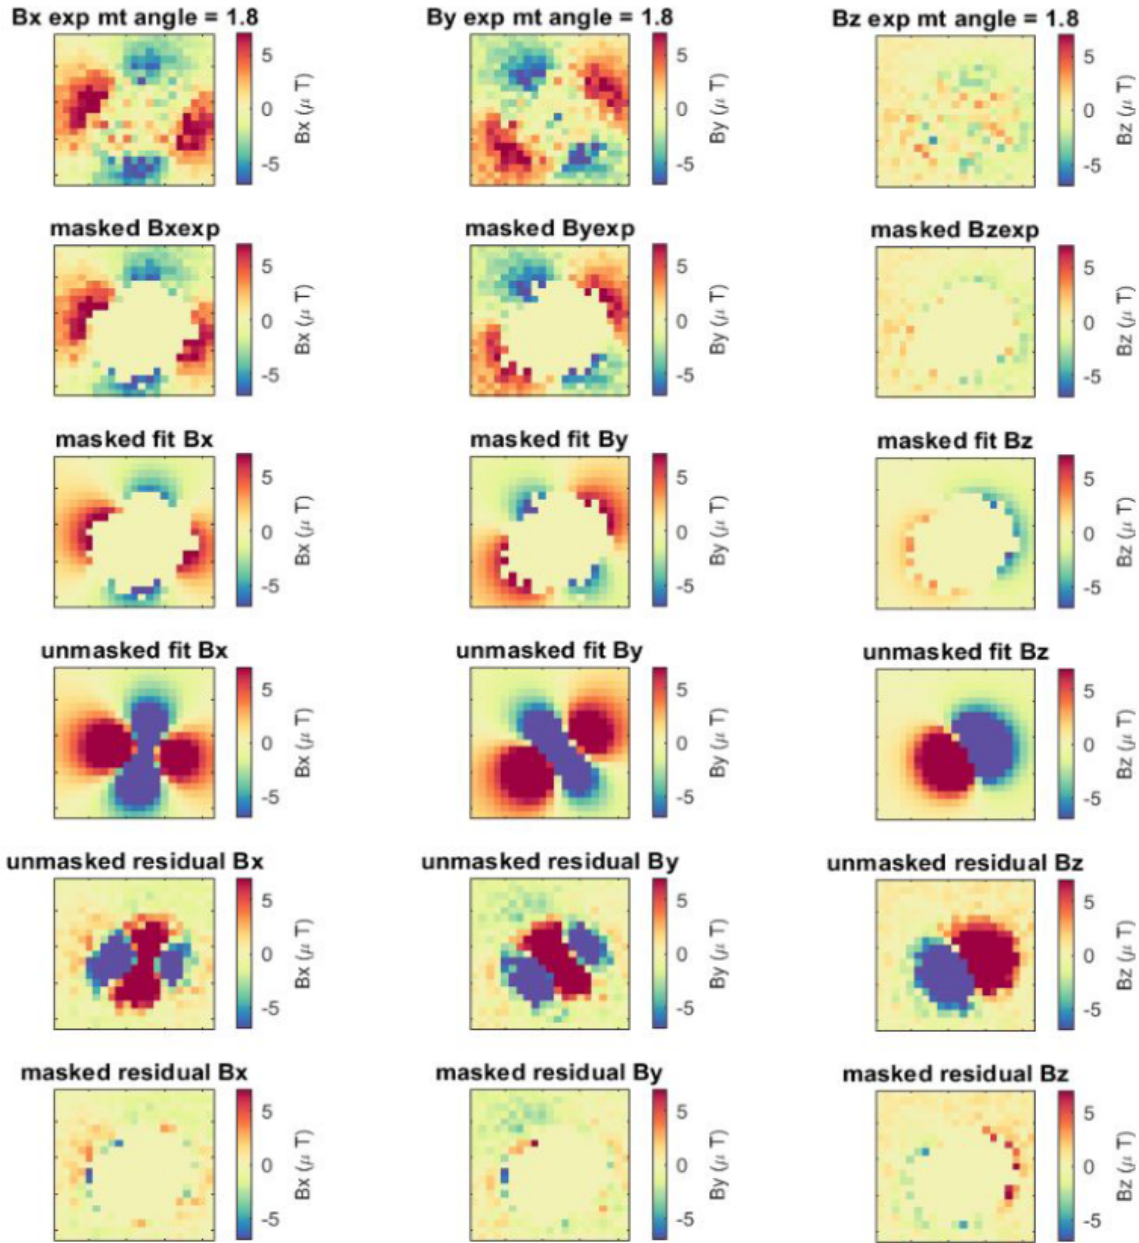 Bx exp mt angle = 1.8 By exp mt angle = 1.8 Bz exp mt angle = 1.8
5 5 5
0 0 0
-5 -5 -5
Bx (μ T) By (μ T) Bz (μ T)
masked Bxexp masked Byexp masked Bzexp
5 5 5
0 0 0
-5 -5 -5
Bx (μ T) By (μ T) Bz (μ T)
masked fit Bx masked fit By masked fit Bz
5 5 5
0 0 0
-5 -5 -5
Bx (μ T) By (μ T) Bz (μ T)
unmasked fit Bx unmasked fit By unmasked fit Bz
5 5 5
0 0 0
-5 -5 -5
Bx (μ T) By (μ T) Bz (μ T)
unmasked residual Bx unmasked residual By unmasked residual Bz
5 5 5
0 0 0
-5 -5 -5
Bx (μ T) By (μ T) Bz (μ T)
masked residual Bx masked residual By masked residual Bz
5 5 5
0 0 0
-5 -5 -5
Bx (μ T) By (μ T) Bz (μ T)